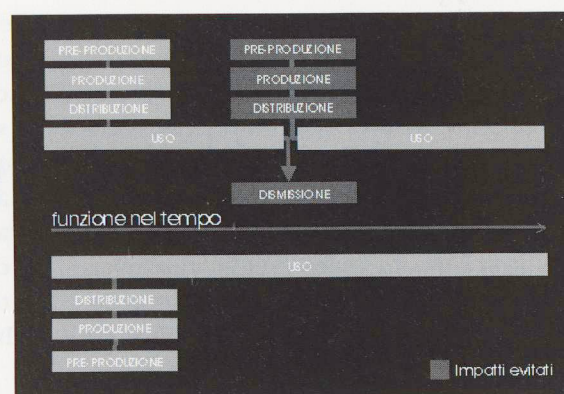 PRE-PRODUZIONE PRE-PRODUZIONE
PRODUZIONE PRODUZIONE
DISTRIBUZIONE DISTRIBUZIONE
USO USO
DISMISSIONE
funzione nel tempo
USO
DISTRIBUZIONE
PRODUZIONE
PRE-PRODUZIONE
Impatti evitati